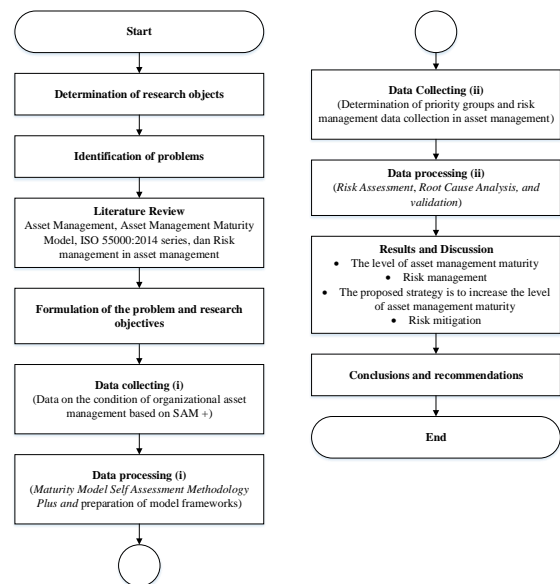 Start
Determination of research objects
Identification of problems
Literature Review
Asset Management, Asset Management Maturity
Model, ISO 55000:2014 series, dan Risk
management in asset management
Formulation of the problem and research
objectives
Data collecting (i)
(Data on the condition of organizational asset
management based on SAM +)
Data processing (i)
(Maturity Model Self Assessment Methodology
Plus and preparation of model frameworks)
Data Collecting (ii)
(Determination of priority groups and risk
management data collection in asset management)
Data processing (ii)
(Risk Assessment, Root Cause Analysis, and
validation)
Results and Discussion
• The level of asset management maturity
• Risk management
• The proposed strategy is to increase the level
of asset management maturity
• Risk mitigation
Conclusions and recommendations
End